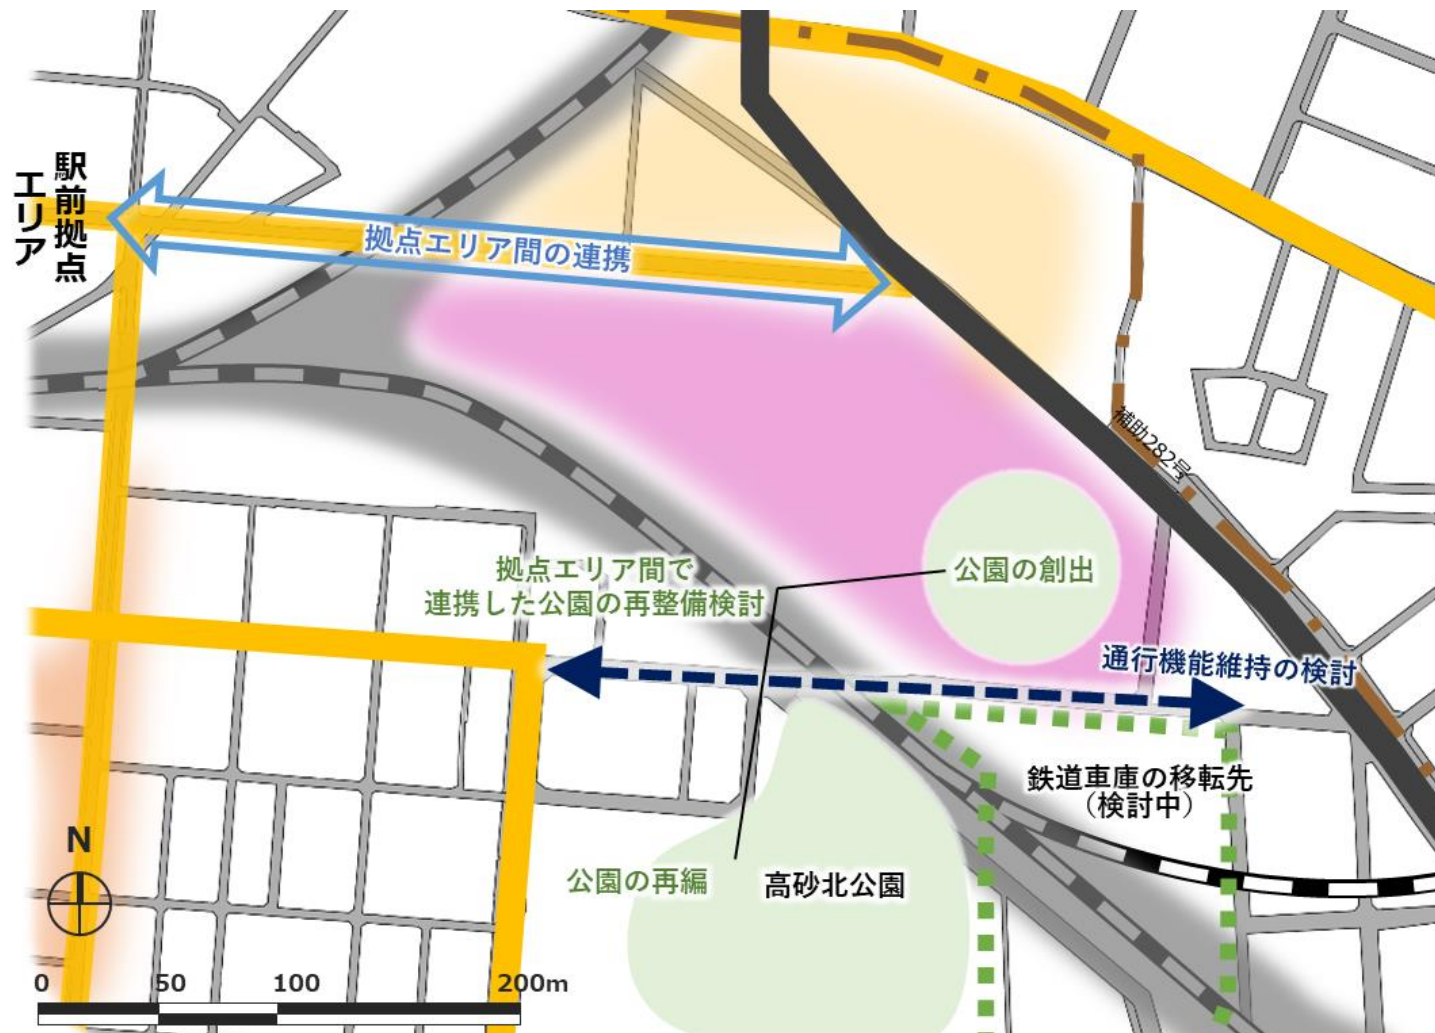 駅前拠点
エリア
拠点エリア間の連携
補助282号
拠点エリア間で
連携した公園の再整備検討
公園の創出
通行機能維持の検討
鉄道車庫の移転先
（検討中）
公園の再編
高砂北公園
N
0 50 100 200m